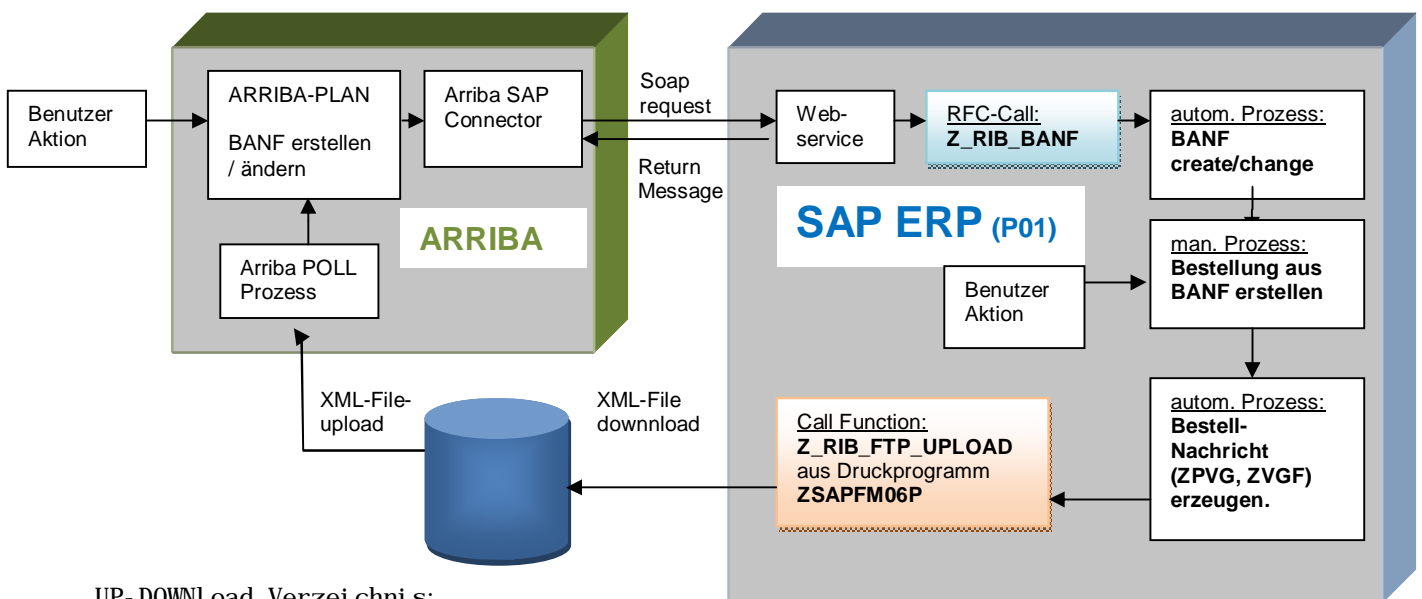 Benutzer
Aktion
ARRIBA-PLAN
BANF erstellen
/ ändern
Arriba SAP
Connector
Arriba POLL
Prozess
ARRIBA
Soap
request
Return
Message
Web-
service
RFC-Call:
Z_RIB_BANF
autom. Prozess:
BANF
create/change
SAP ERP (P01)
man. Prozess:
Bestellung aus
BANF erstellen
Benutzer
Aktion
autom. Prozess:
Bestell-
Nachricht
(ZPVG, ZVGF)
erzeugen.
Call Function:
Z_RIB_FTP_UPLOAD
aus Druckprogramm
ZSAPFM06P
XML-File
downnload
XML-File-
upload
UP-DOWNload Verzeichnis: